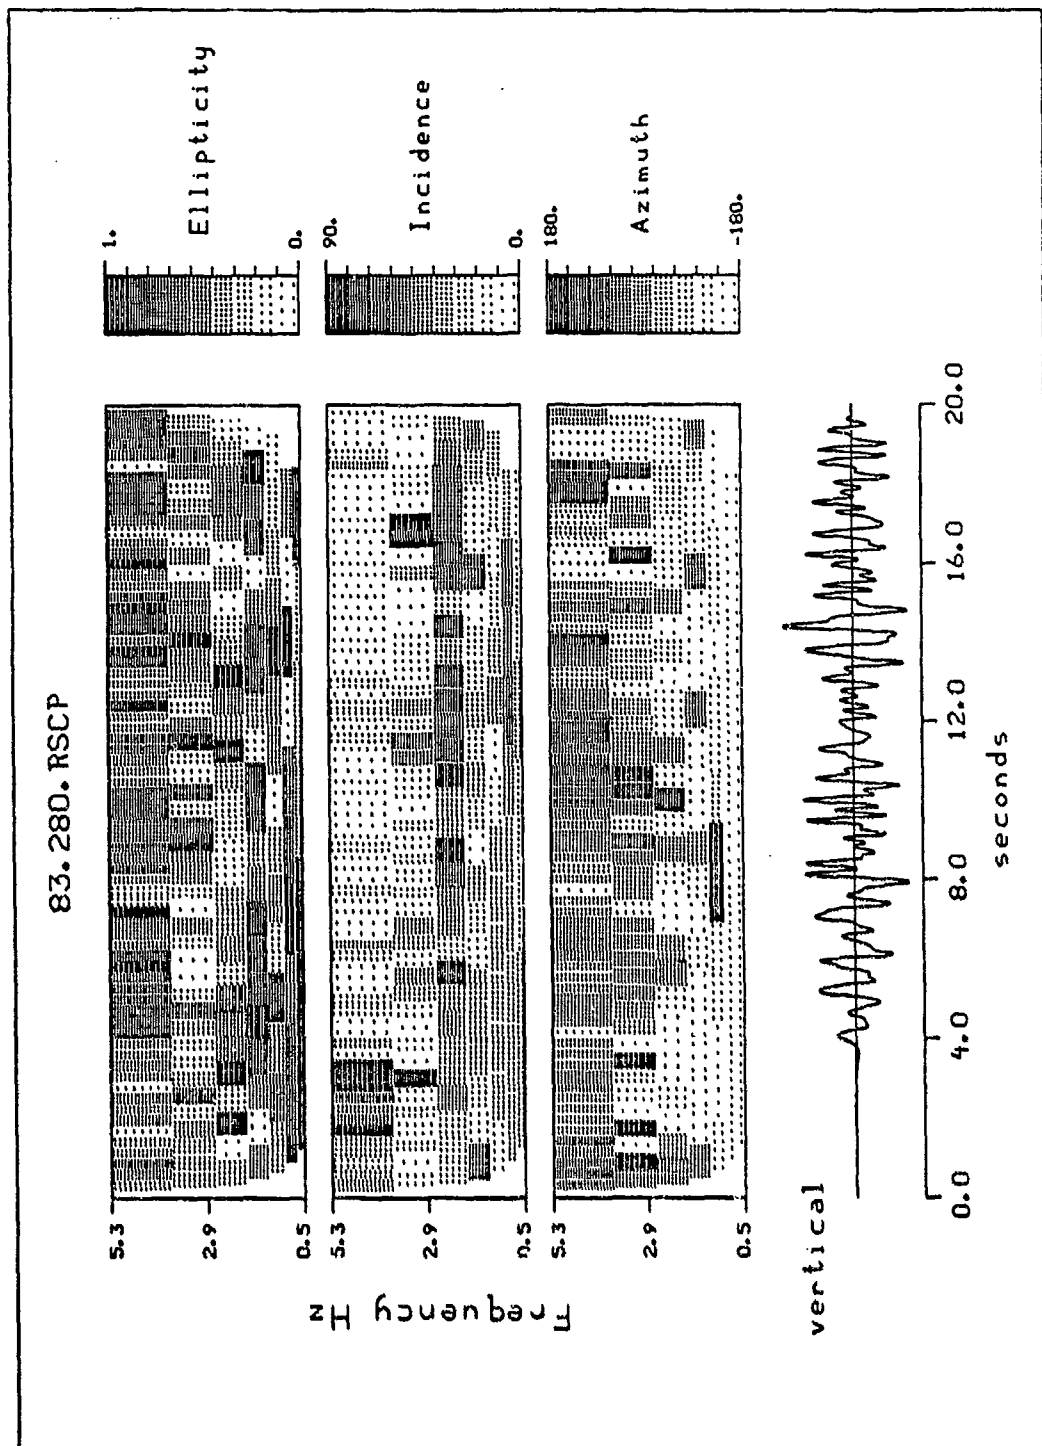 83.280.RSCP
Frequency Hz
5.3
2.9
0.5
1.
Ellipticity
0.
5.3
2.9
0.5
90.
Incidence
0.
5.3
2.9
0.5
180.
Azimuth
-180.
vertical
0.0 4.0 8.0 12.0 16.0 20.0
seconds